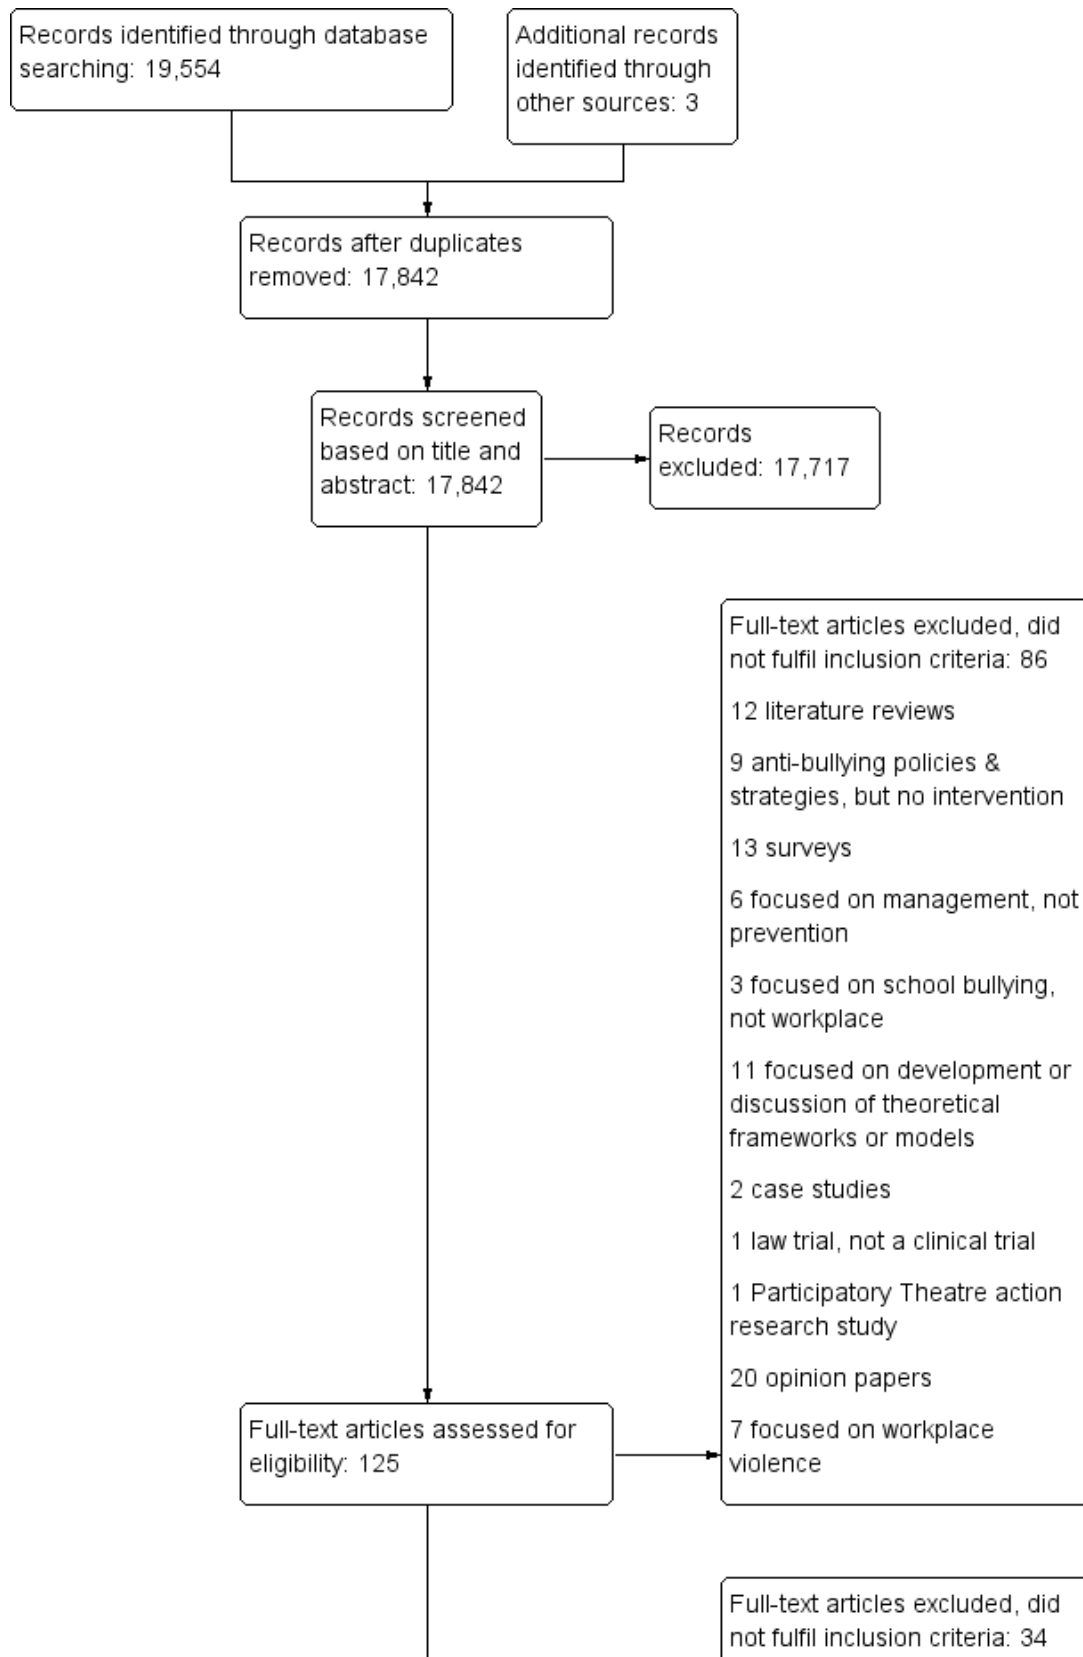 Records identified through database
searching: 19,554
Additional records
identified through
other sources: 3
Records after duplicates
removed: 17,842
Records screened
based on title and
abstract: 17,842
Records
excluded: 17,717
Full-text articles excluded, did
not fulfil inclusion criteria: 86
12 literature reviews
9 anti-bullying policies &
strategies, but no intervention
13 surveys
6 focused on management, not
prevention
3 focused on school bullying,
not workplace
11 focused on development or
discussion of theoretical
frameworks or models
2 case studies
1 law trial, not a clinical trial
1 Participatory Theatre action
research study
20 opinion papers
7 focused on workplace
violence
Full-text articles assessed for
eligibility: 125
Full-text articles excluded, did
not fulfil inclusion criteria: 34